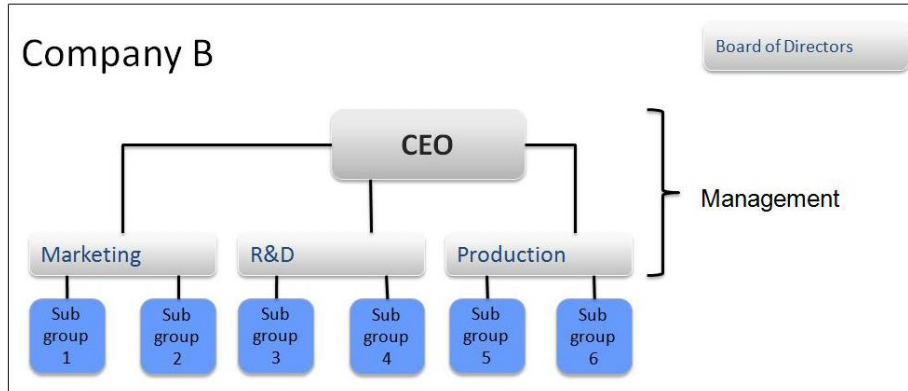 Company B
Board of Directors
CEO
Management
Marketing
R&D
Production
Sub
group
1
Sub
group
2
Sub
group
3
Sub
group
4
Sub
group
5
Sub
group
6